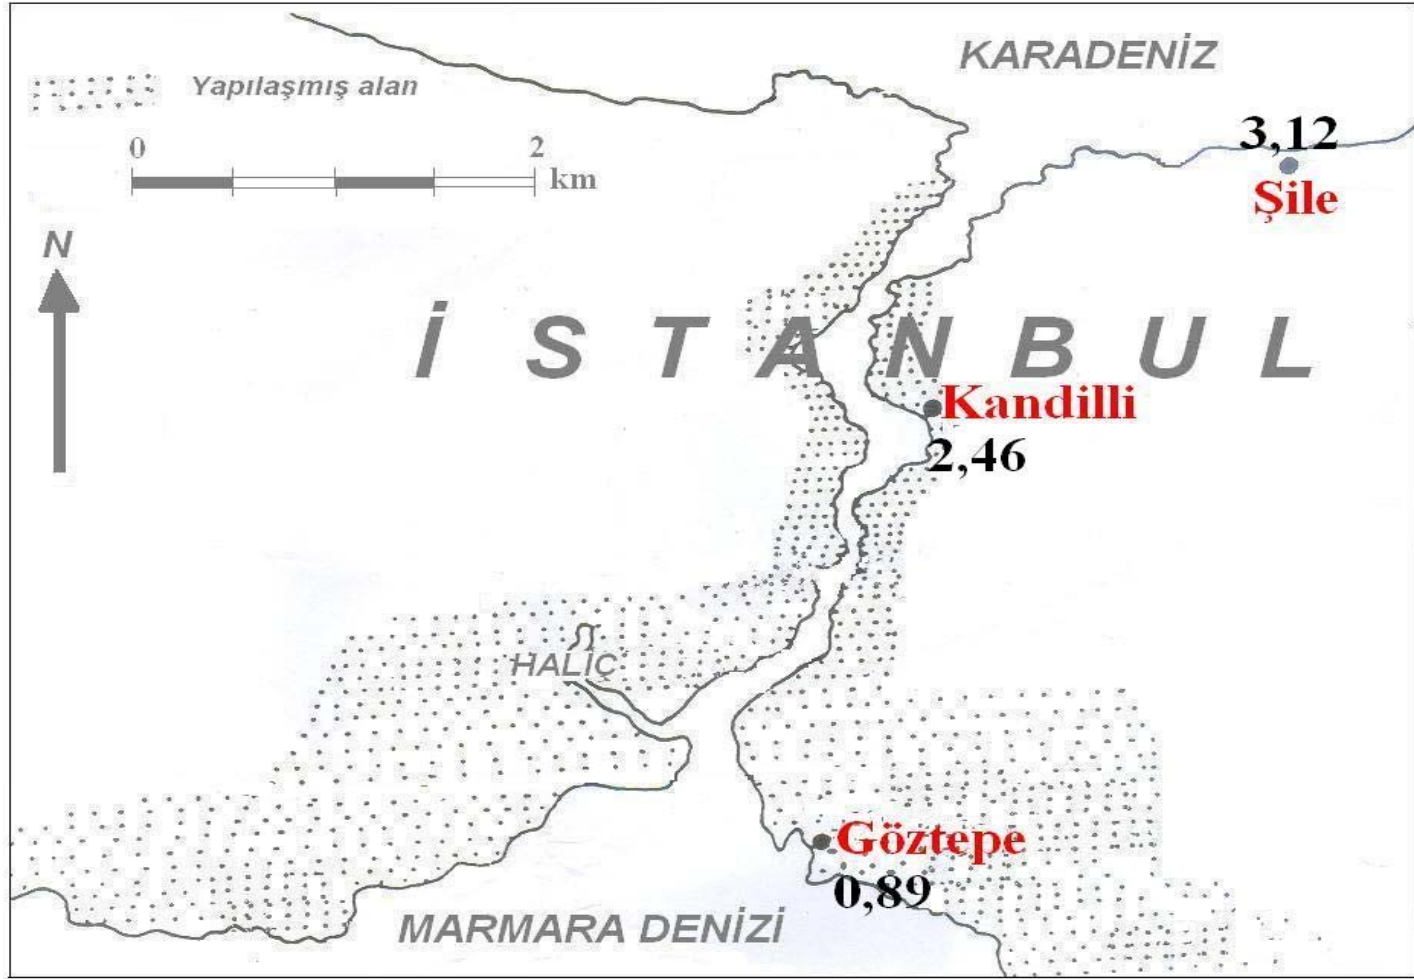 KARADENİZ
Yapılaşmış alan
3,12
0 2
km
Şile
N
İSTANBUL
Kandilli
2,46
HALİÇ
Göztepe
0,89
MARMARA DENİZİ